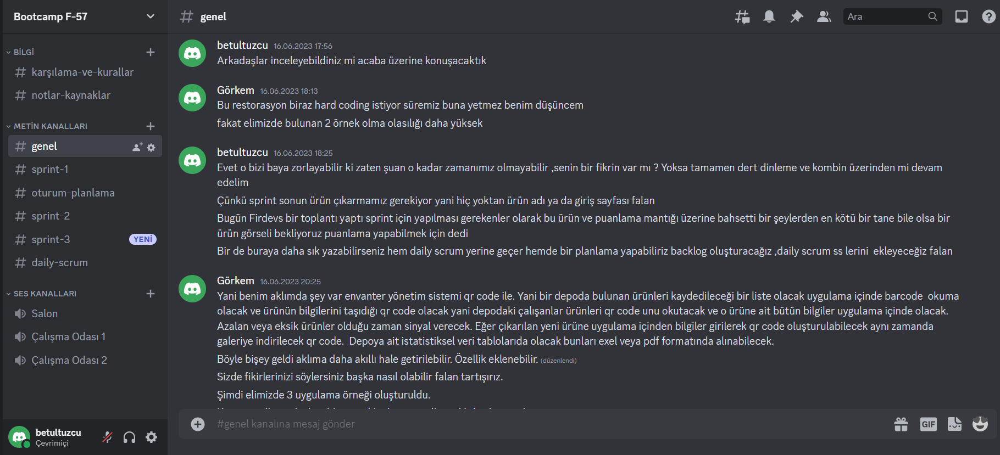 Bootcamp F-57
BİLGİ
karşılama-ve-kurallar
notlar-kaynaklar
METİN KANALLARI
genel
sprint-1
oturum-planlama
sprint-2
sprint-3 YENİ
daily-scrum
SES KANALLARI
Salon
Çalışma Odası 1
Çalışma Odası 2
betultuzcu
Çevrimiçi
genel
Ara
betultuzcu 16.06.2023 17:56
Arkadaşlar inceleyebildiniz mi acaba üzerine konuşacaktık
Görkem 16.06.2023 18:13
Bu restorasyon biraz hard coding istiyor süremiz buna yetmez benim düşüncem
fakat elimizde bulunan 2 örnek olma olasılığı daha yüksek
betultuzcu 16.06.2023 18:25
Evet o bizi baya zorlayabilir ki zaten şuan o kadar zamanımız olmayabilir ,senin bir fikrin var mı ? Yoksa tamamen dert dinleme ve kombin üzerinden mi devam
edelim
Çünkü sprint sonun ürün çıkarmamız gerekiyor yani hiç yoktan ürün adı ya da giriş sayfası falan
Bugün Firdevs bir toplantı yaptı sprint için yapılması gerekenler olarak bu ürün ve puanlama mantığı üzerine bahsetti bir şeylerden en kötü bir tane bile olsa bir
ürün görseli bekliyoruz puanlama yapabilmek için dedi
Bir de buraya daha sık yazabilirseniz hem daily scrum yerine geçer hemde bir planlama yapabiliriz backlog oluşturacağız ,daily scrum ss lerini ekleyeceğiz falan
Görkem 16.06.2023 20:25
Yani benim aklımda şey var envanter yönetim sistemi qr code ile. Yani bir depoda bulunan ürünleri kaydedileceği bir liste olacak uygulama içinde barcode okuma
olacak ve ürünün bilgilerini taşıdığı qr code olacak yani depodaki çalışanlar ürünleri qr code unu okutacak ve o ürüne ait bütün bilgiler uygulama içinde olacak.
Azalan veya eksik ürünler olduğu zaman sinyal verecek. Eğer çıkarılan yeni ürüne uygulama içinden bilgiler girilerek qr code oluşturulabilecek aynı zamanda
galeriye indirilecek qr code. Depoya ait istatistiksel veri tablolarıda olacak bunları exel veya pdf formatında alınabilecek.
Böyle bişey geldi aklıma daha akıllı hale getirilebilir. Özellik eklenebilir. (düzenlendi)
Sizde fikirlerinizi söylersiniz başka nasıl olabilir falan tartışırız.
Şimdi elimizde 3 uygulama örneği oluşturuldu.
#genel kanalına mesaj gönder
GIF